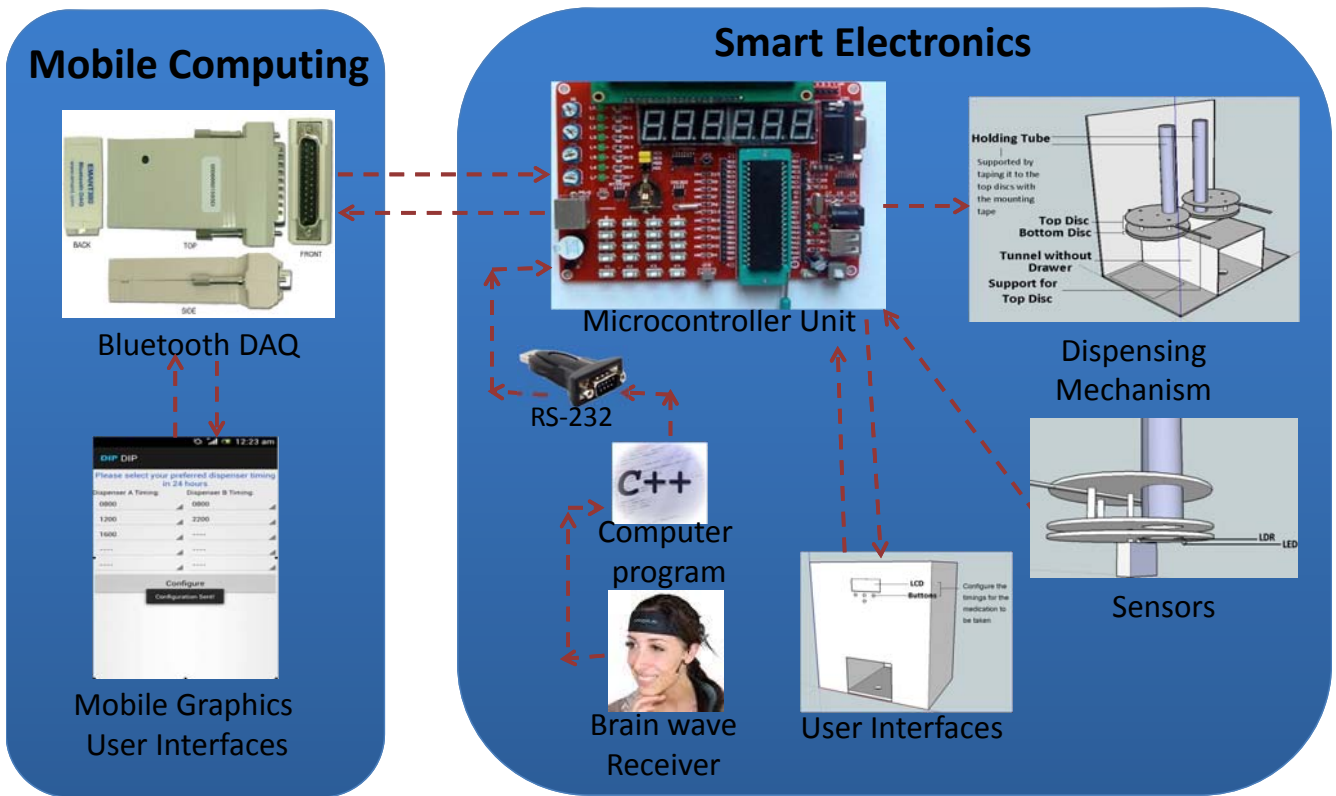 Mobile Computing
EMANT380
Bluetooth DAQ
BACK
TOP
FRONT
SIDE
Bluetooth DAQ
12:23 am
DIP DIP
Please select your preferred dispenser timing
in 24 hours
Dispenser A Timing:
Dispenser B Timing:
0800
0800
1200
2200
1600
----
----
----
----
----
Configure
Configuration Sent!
Mobile Graphics
User Interfaces
Smart Electronics
Microcontroller Unit
RS-232
C++
Computer
program
Brain wave
Receiver
LCD
Buttons
Configure the
timings for the
medication to
be taken
User Interfaces
Holding Tube
Supported by
taping it to the
top discs with
the mounting
tape
Top Disc
Bottom Disc
Tunnel without
Drawer
Support for
Top Disc
Dispensing
Mechanism
LDR
LED
Sensors